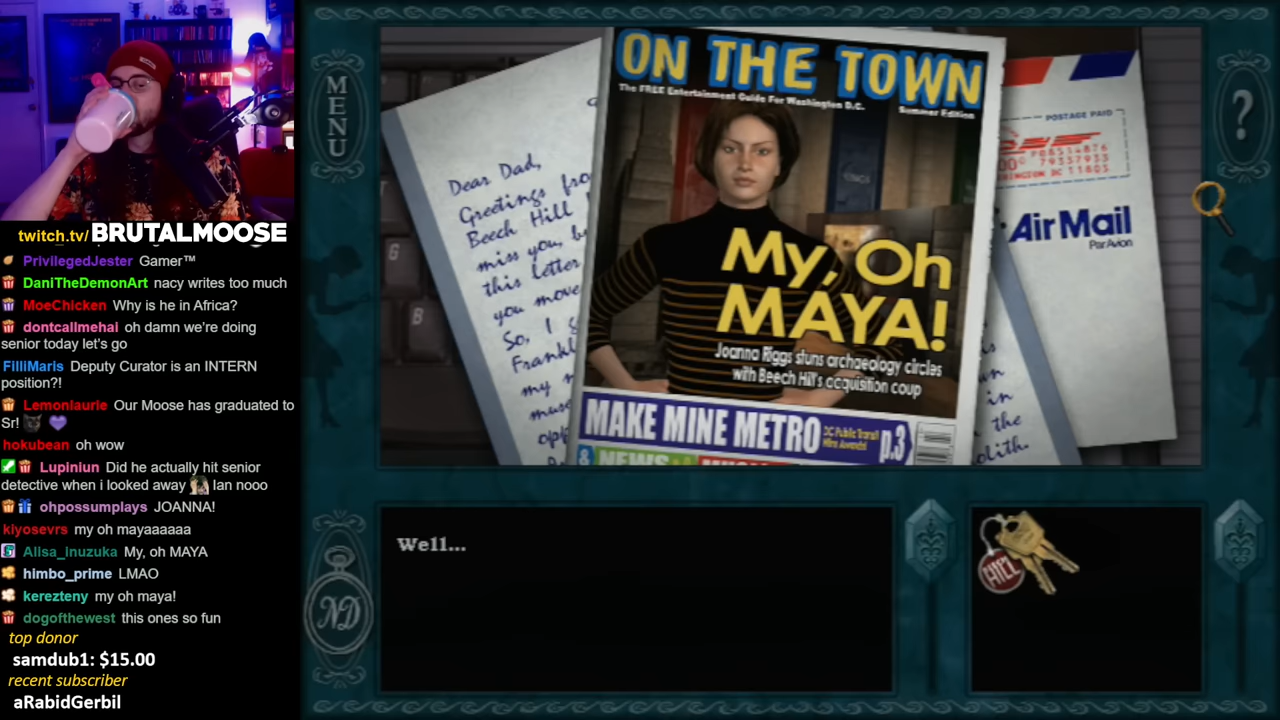 twitch.tv/BRUTALMOOSE
PrivilegedJester Gamer™
DaniTheDemonArt nacy writes too much
MoeChicken Why is he in Africa?
dontcallmehai oh damn we're doing
senior today let's go
FilliMaris Deputy Curator is an INTERN
position?!
Lemonlaurie Our Moose has graduated to
Sr!
hokubean oh wow
Lupiniun Did he actually hit senior
detective when i looked away Ian nooo
ohpossumplays JOANNA!
kiyosevrs my oh mayaaaaaa
Alisa_inuzuka My, oh MAYA
himbo_prime LMAO
kerezteny my oh maya!
dogofthewest this ones so fun
top donor
samdub1: $15.00
recent subscriber
aRabidGerbil
MENU
?
Dear Dad,
Greetings fro
Beech Hill
miss you, b
this letter
you move
So, I
Frankl
my
ON THE TOWN
The FREE Entertainment Guide For Washington D.C.
Summer Edition
My, Oh
MAYA!
Joanna Riggs stuns archaeology circles
with Beech Hill's acquisition coup
MAKE MINE METRO
DC Public Transit
p.3
& NEWS
POSTAGE PAID
79337933
Air Mail
Par Avion
in
the
olith.
G
B
Well...
ND